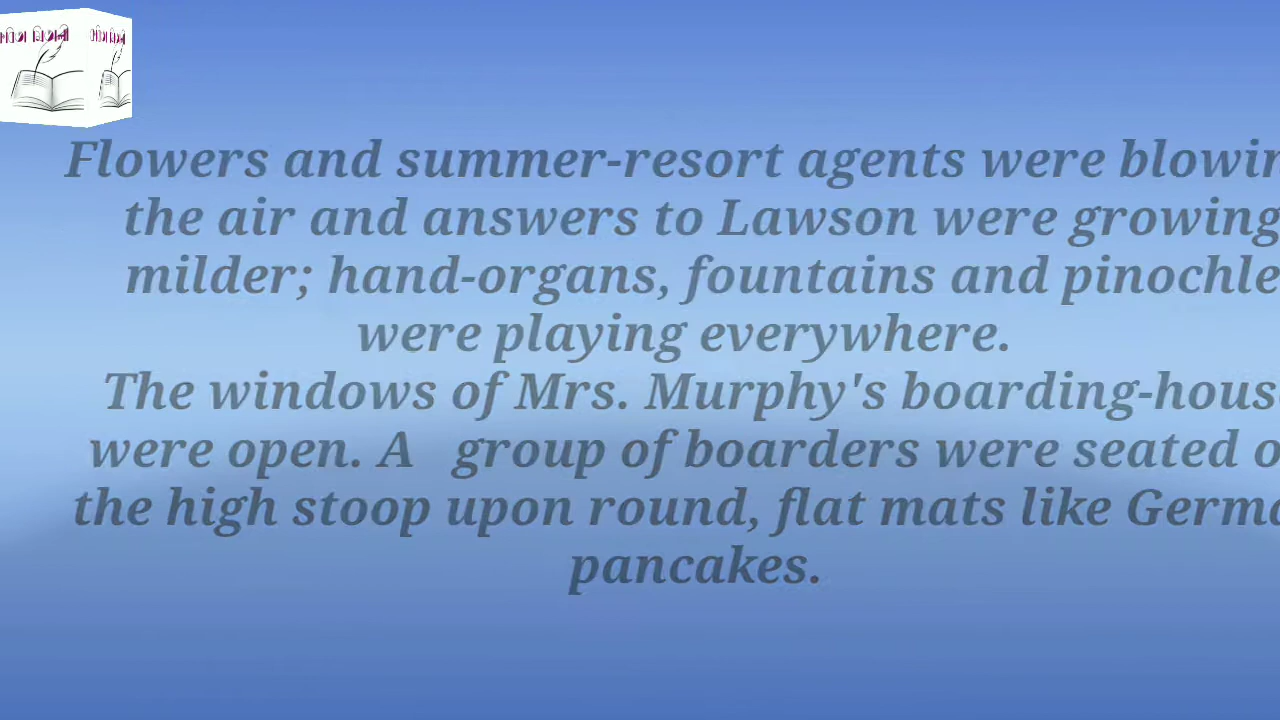 Flowers and summer-resort agents were blowin
the air and answers to Lawson were growing
milder; hand-organs, fountains and pinochle
were playing everywhere.
The windows of Mrs. Murphy's boarding-hous
were open. A group of boarders were seated o
the high stoop upon round, flat mats like Germa
pancakes.